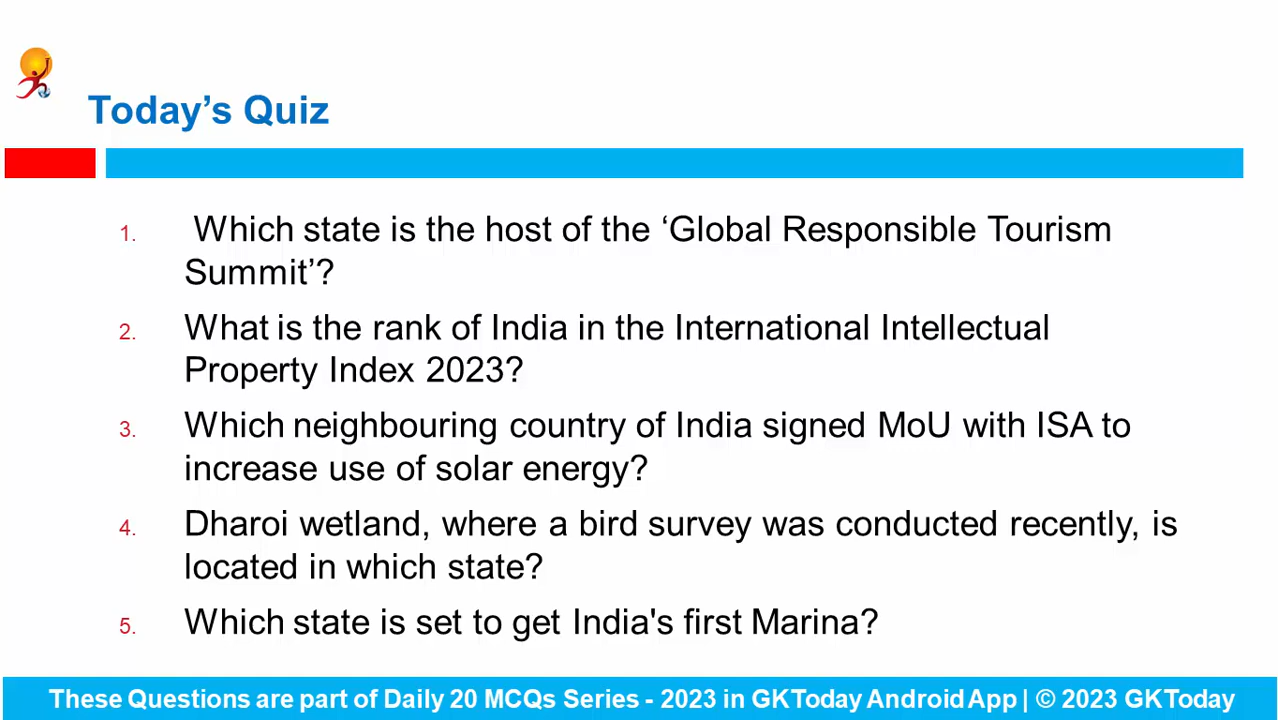 Today’s Quiz
1. Which state is the host of the ‘Global Responsible Tourism
Summit’?
2. What is the rank of India in the International Intellectual
Property Index 2023?
3. Which neighbouring country of India signed MoU with ISA to
increase use of solar energy?
4. Dharoi wetland, where a bird survey was conducted recently, is
located in which state?
5. Which state is set to get India's first Marina?
These Questions are part of Daily 20 MCQs Series - 2023 in GKToday Android App | © 2023 GKToday